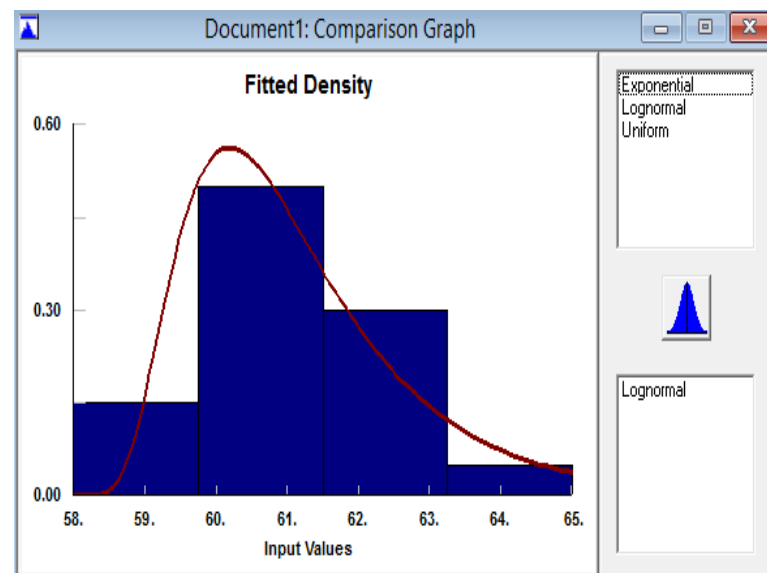 Document1: Comparison Graph
Fitted Density
0.60
0.30
0.00
58. 59. 60. 61. 62. 63. 64. 65.
Input Values
Exponential
Lognormal
Uniform
Lognormal